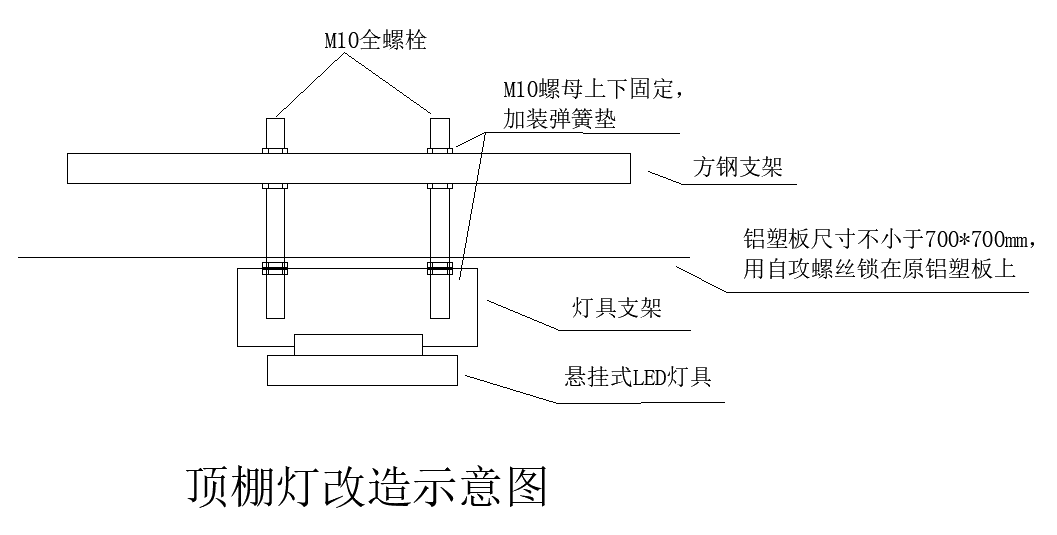 M10全螺栓
M10螺母上下固定，
加装弹簧垫
方钢支架
铝塑板尺寸不小于700*700mm，
用自攻螺丝锁在原铝塑板上
灯具支架
悬挂式LED灯具
顶棚灯改造示意图